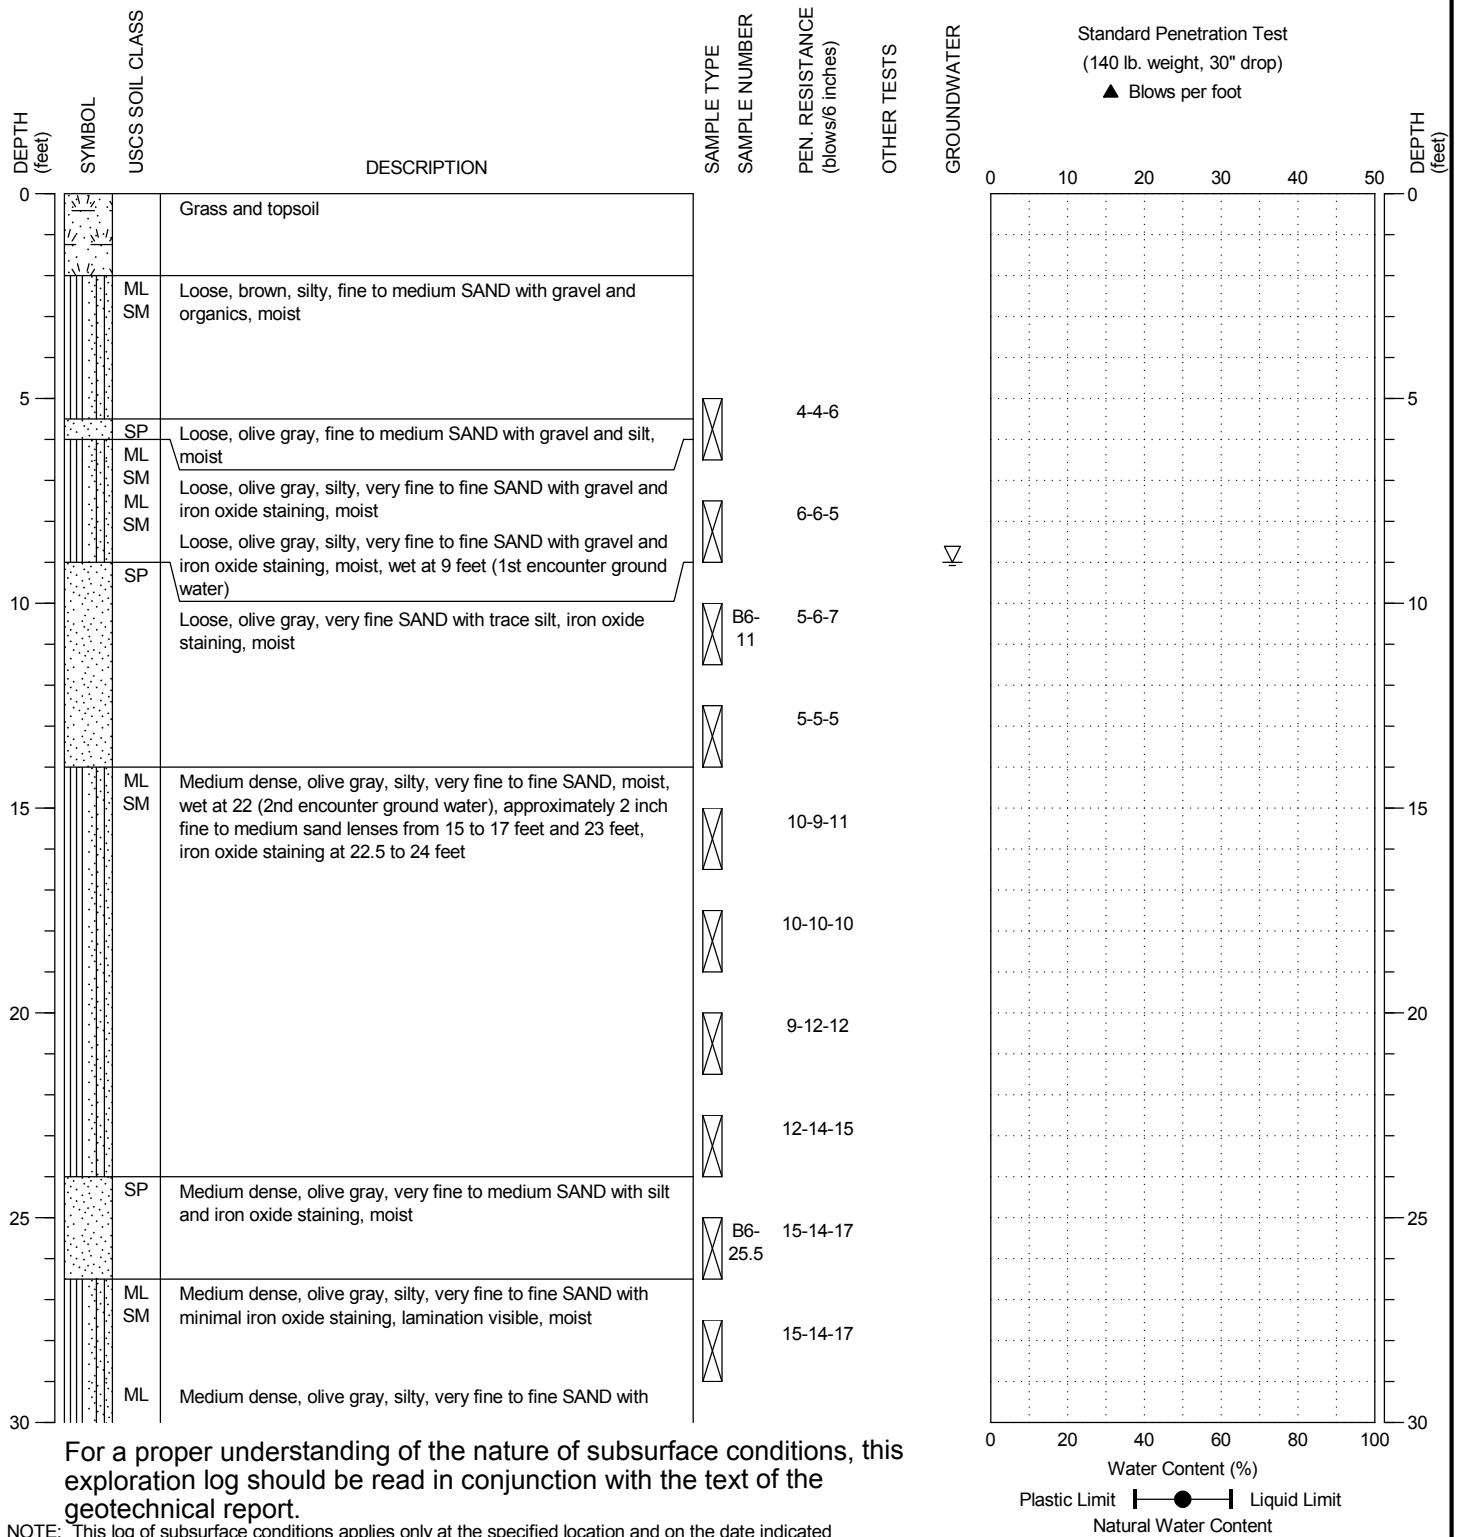 DEPTH
(feet)
SYMBOL
USCS SOIL CLASS
DESCRIPTION
SAMPLE TYPE
SAMPLE NUMBER
PEN. RESISTANCE
(blows/6 inches)
OTHER TESTS
GROUNDWATER
Standard Penetration Test
(140 lb. weight, 30" drop)
▲ Blows per foot
DEPTH
(feet)
0 10 20 30 40 50
0
Grass and topsoil
0
ML
SM
Loose, brown, silty, fine to medium SAND with gravel and
organics, moist
5
4-4-6
5
SP
Loose, olive gray, fine to medium SAND with gravel and silt,
moist
ML
SM
Loose, olive gray, silty, very fine to fine SAND with gravel and
iron oxide staining, moist
ML
SM
6-6-5
Loose, olive gray, silty, very fine to fine SAND with gravel and
iron oxide staining, moist, wet at 9 feet (1st encounter ground
water)
SP
10
Loose, olive gray, very fine SAND with trace silt, iron oxide
staining, moist
B6-
11
5-6-7
10
5-5-5
ML
SM
Medium dense, olive gray, silty, very fine to fine SAND, moist,
wet at 22 (2nd encounter ground water), approximately 2 inch
fine to medium sand lenses from 15 to 17 feet and 23 feet,
iron oxide staining at 22.5 to 24 feet
15
10-9-11
15
10-10-10
20
9-12-12
20
12-14-15
SP
Medium dense, olive gray, very fine to medium SAND with silt
and iron oxide staining, moist
25
B6-
25.5
15-14-17
25
ML
SM
Medium dense, olive gray, silty, very fine to fine SAND with
minimal iron oxide staining, lamination visible, moist
15-14-17
ML
Medium dense, olive gray, silty, very fine to fine SAND with
30
30
0 20 40 60 80 100
Water Content (%)
Plastic Limit
Liquid Limit
Natural Water Content
For a proper understanding of the nature of subsurface conditions, this
exploration log should be read in conjunction with the text of the
geotechnical report.
NOTE: This log of subsurface conditions applies only at the specified location and on the date indicated